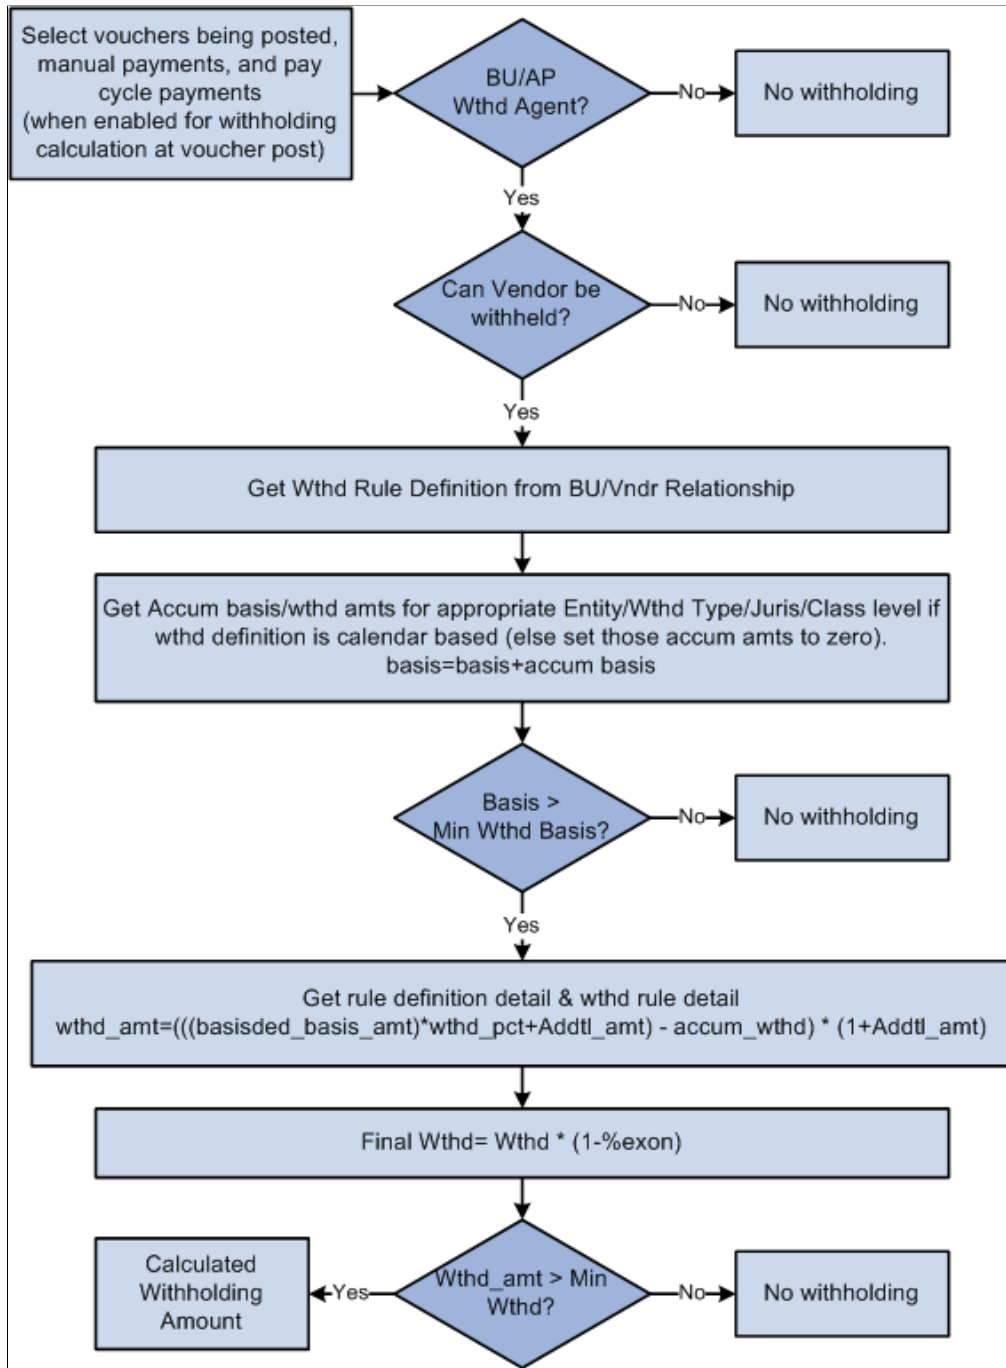 Select vouchers being posted,
manual payments, and pay
cycle payments
(when enabled for withholding
calculation at voucher post)
BU/AP
Wthd Agent?
No
No withholding
Yes
Can Vendor be
withheld?
No
No withholding
Yes
Get Wthd Rule Definition from BU/Vndr Relationship
Get Accum basis/wthd amts for appropriate Entity/Wthd Type/Juris/Class level if
wthd definition is calendar based (else set those accum amts to zero).
basis=basis+accum basis
Basis >
Min Wthd Basis?
No
No withholding
Yes
Get rule definition detail & wthd rule detail
wthd_amt=(((basisded_basis_amt)*wthd_pct+Addtl_amt) - accum_wthd) * (1+Addtl_amt)
Final Wthd= Wthd * (1-%exon)
Wthd_amt > Min
Wthd?
Yes
Calculated
Withholding
Amount
No
No withholding